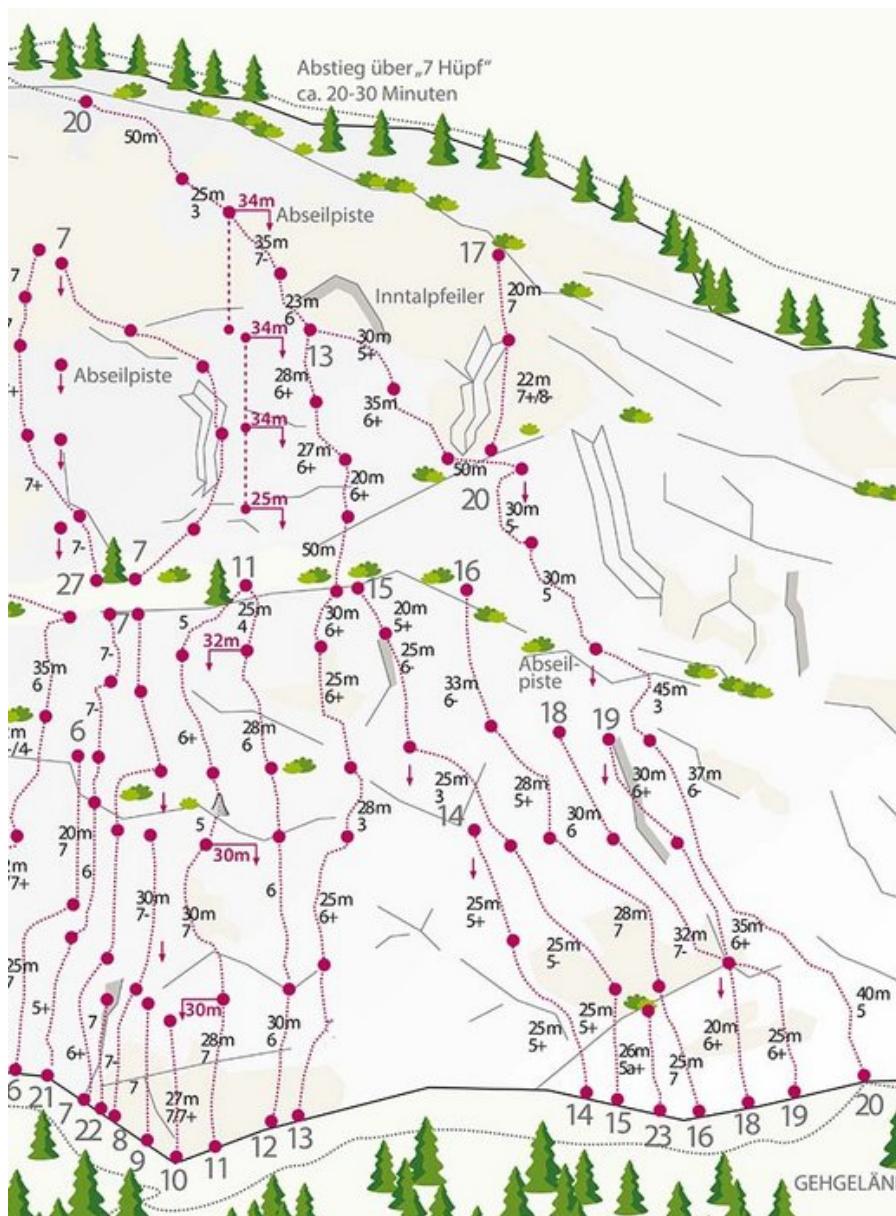 Abstieg über „7 Hüpf“
ca. 20-30 Minuten
20
50m
25m
3
34m
Abseilpiste
35m
7-
7
7
17
20m
7
23m
6
Inntalpfeiler
7
34m
13
30m
5+
Abseilpiste
28m
6+
22m
7+/8-
35m
6+
34m
7+
27m
6+
20m
6+
50m
20
25m
30m
5-
7-
50m
27
7
11
15
16
30m
5
7
5
25m
4
30m
6+
20m
5+
7-
32m
25m
6-
35m
6
25m
6+
33m
6-
Abseil-
piste
45m
3
7-
18
19
6
6+
28m
6
25m
3
28m
5+
30m
6+
37m
6-
14
20m
7
5
28m
3
30m
6
30m
6
30m
7-
30m
7
25m
6+
25m
5+
28m
7
35m
6+
32m
7-
25m
7
25m
5-
40m
5
5+
30m
7
28m
7
30m
6
25m
5+
25m
5+
20m
6+
25m
6+
6+
7-
26m
5a+
25m
7
7
27m
7/7+
6
21
7
22
8
9
10
11
12
13
14
15
23
16
18
19
20
GEHGELÄN